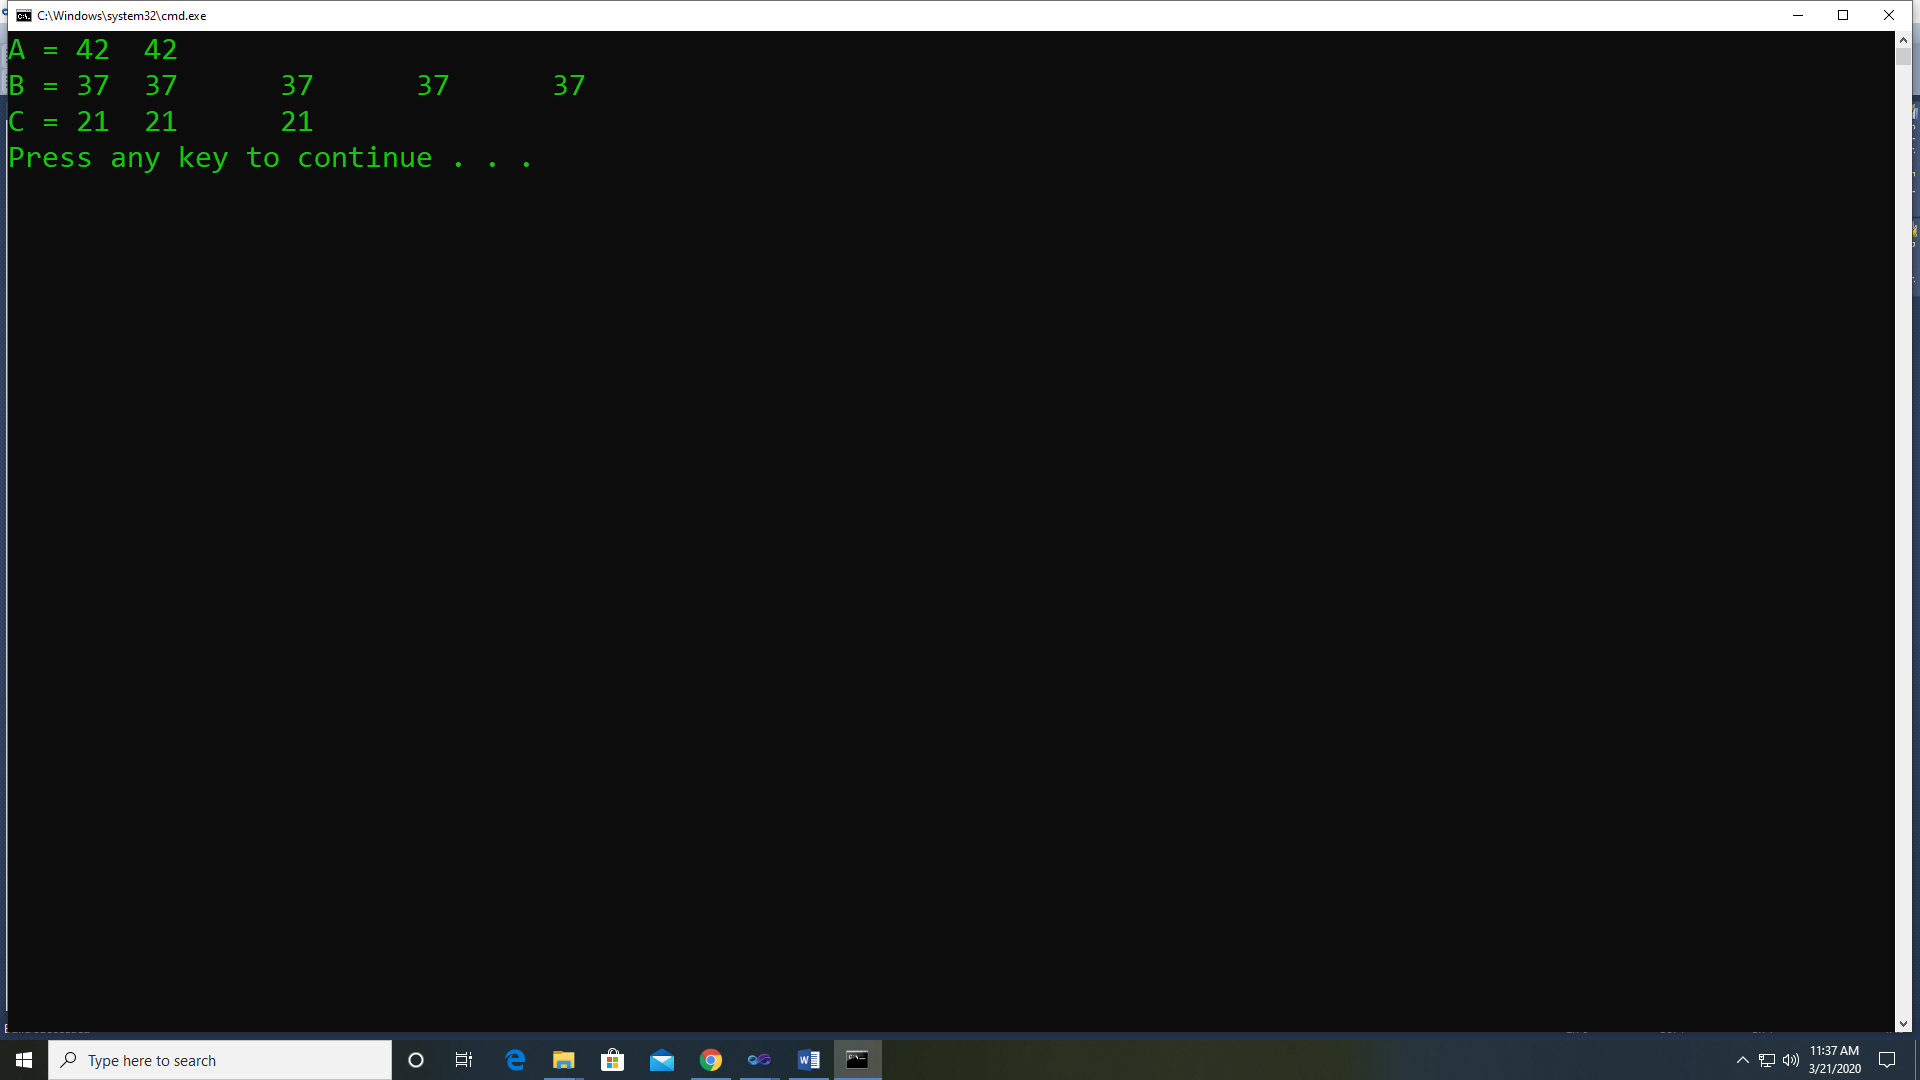 C:\Windows\system32\cmd.exe
A = 42  42
B = 37  37      37      37      37
C = 21  21      21
Press any key to continue . . .
Type here to search
11:37 AM
3/21/2020